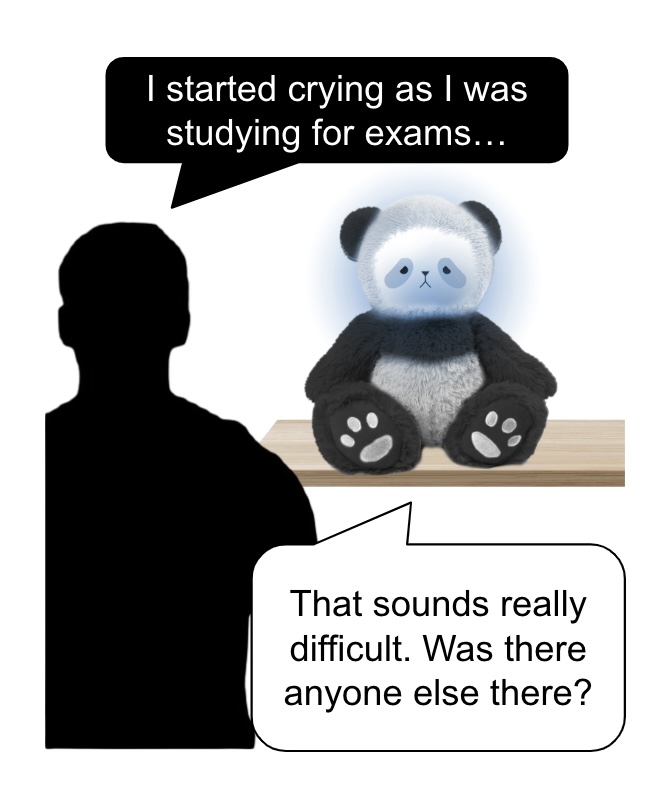 I started crying as I was
studying for exams…
That sounds really
difficult. Was there
anyone else there?